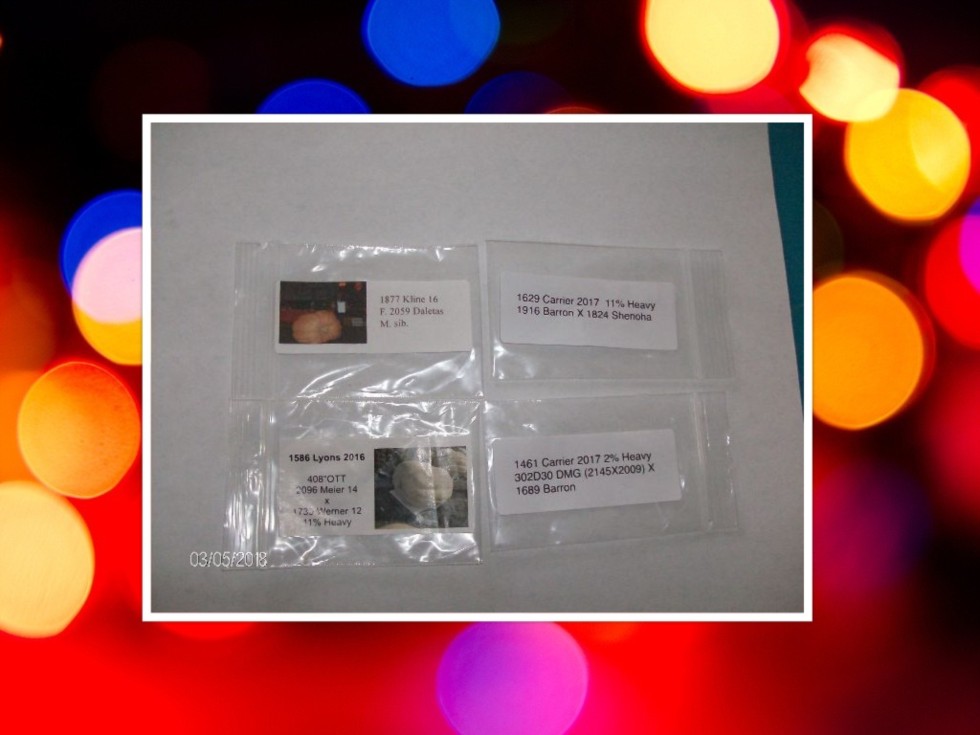 1877 Kline 16
F. 2059 Daletas
M. sib.
1629 Carrier 2017 11% Heavy
1916 Barron X 1824 Shenoha
1586 Lyons 2016
408"OTT
2096 Meier 14
x
1735 Werner 12
11% Heavy
1461 Carrier 2017 2% Heavy
302D30 DMG (2145X2009) X
1689 Barron
03/05/2018